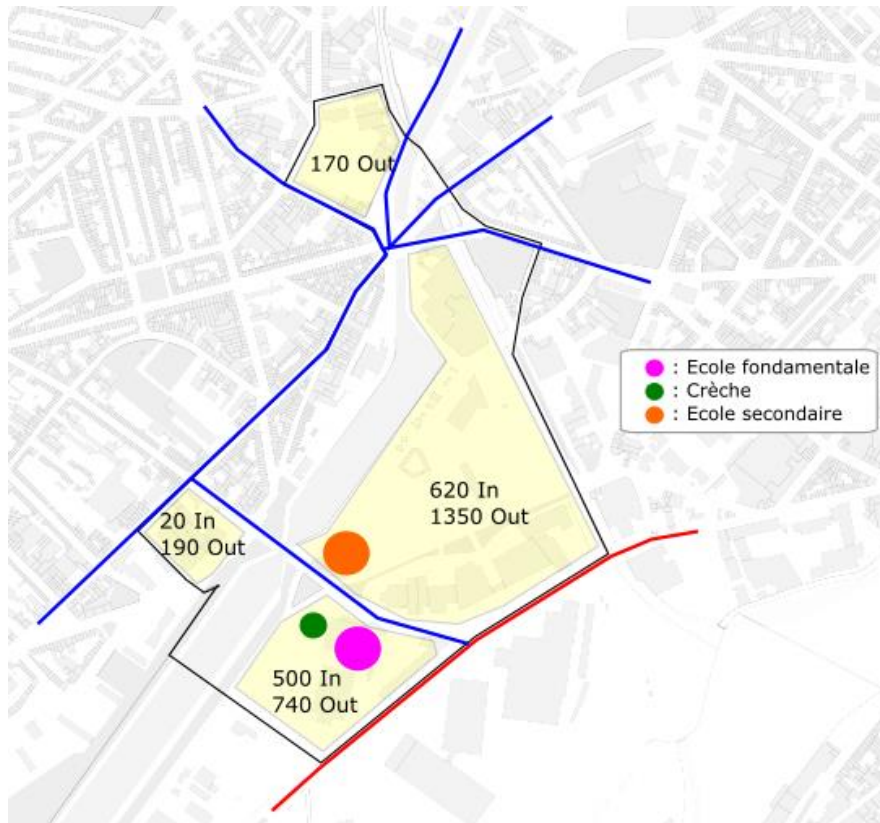 170 Out
: Ecole fondamentale
: Crèche
: Ecole secondaire
620 In
1350 Out
20 In
190 Out
500 In
740 Out